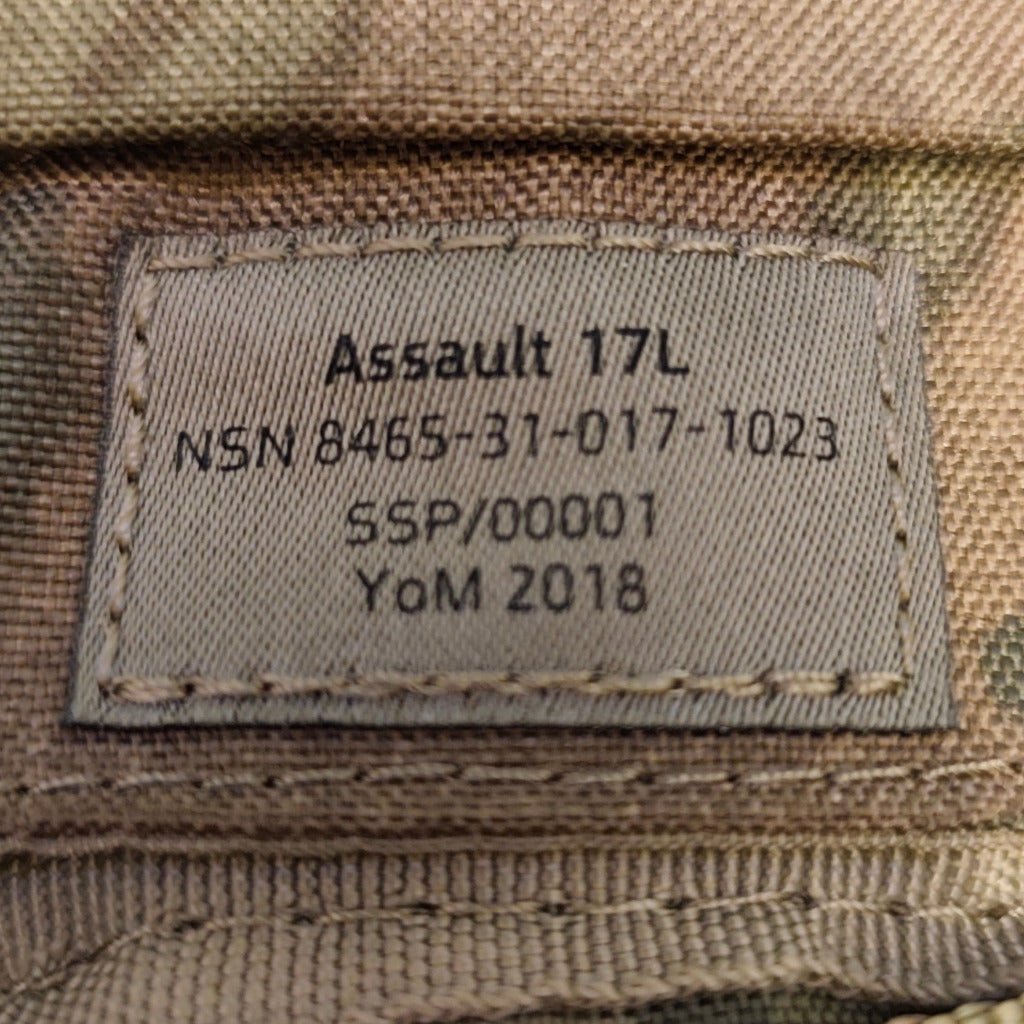 Assault 17L
NSN 8465-31-017-1023
SSP/00001
YoM 2018